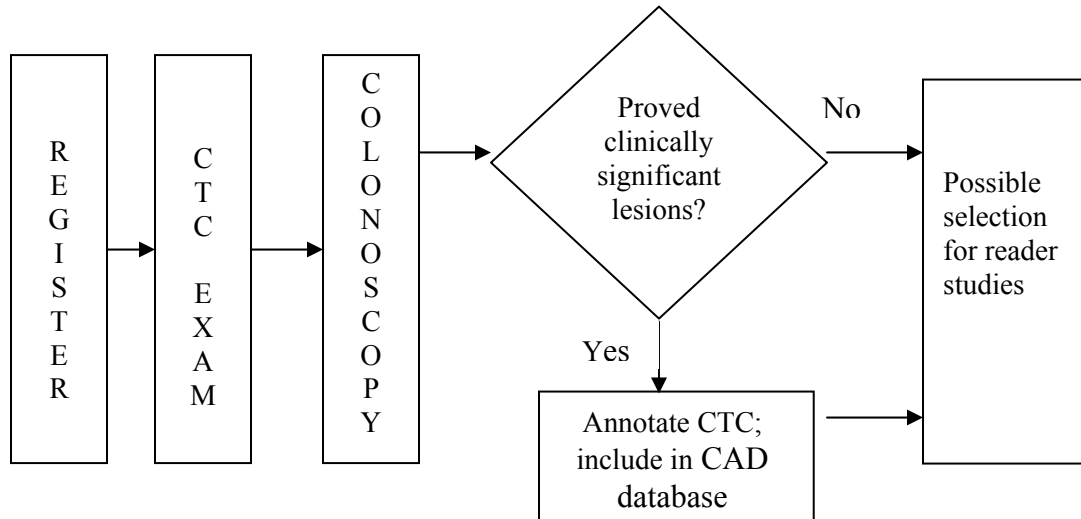 REGISTER
CTC EXAM
COLONOSCOPY
Proved
clinically
significant
lesions?
No
Yes
Annotate CTC;
include in CAD
database
Possible
selection
for reader
studies